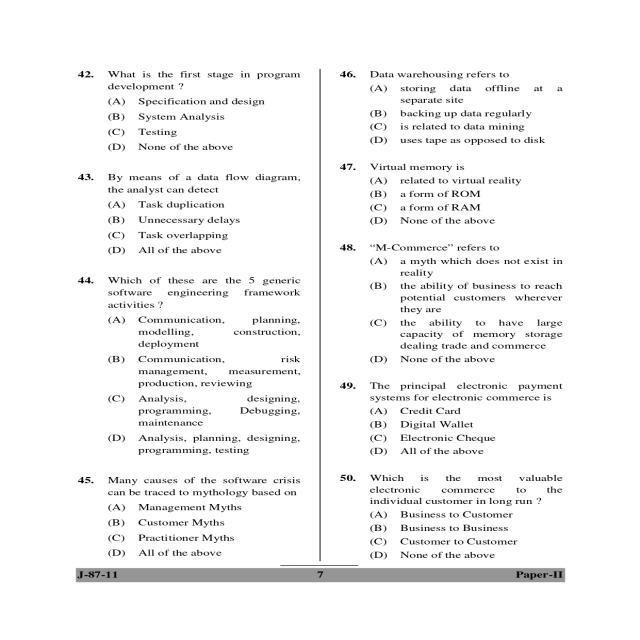 42. What is the first stage in program
development ?
(A) Specification and design
(B) System Analysis
(C) Testing
(D) None of the above
43. By means of a data flow diagram,
the analyst can detect
(A) Task duplication
(B) Unnecessary delays
(C) Task overlapping
(D) All of the above
44. Which of these are the 5 generic
software engineering framework
activities ?
(A) Communication, planning,
modelling, construction,
deployment
(B) Communication, risk
management, measurement,
production, reviewing
(C) Analysis, designing,
programming, Debugging,
maintenance
(D) Analysis, planning, designing,
programming, testing
45. Many causes of the software crisis
can be traced to mythology based on
(A) Management Myths
(B) Customer Myths
(C) Practitioner Myths
(D) All of the above
46. Data warehousing refers to
(A) storing data offline at a
separate site
(B) backing up data regularly
(C) is related to data mining
(D) uses tape as opposed to disk
47. Virtual memory is
(A) related to virtual reality
(B) a form of ROM
(C) a form of RAM
(D) None of the above
48. “M-Commerce” refers to
(A) a myth which does not exist in
reality
(B) the ability of business to reach
potential customers wherever
they are
(C) the ability to have large
capacity of memory storage
dealing trade and commerce
(D) None of the above
49. The principal electronic payment
systems for electronic commerce is
(A) Credit Card
(B) Digital Wallet
(C) Electronic Cheque
(D) All of the above
50. Which is the most valuable
electronic commerce to the
individual customer in long run ?
(A) Business to Customer
(B) Business to Business
(C) Customer to Customer
(D) None of the above
J-87-11 7 Paper-II